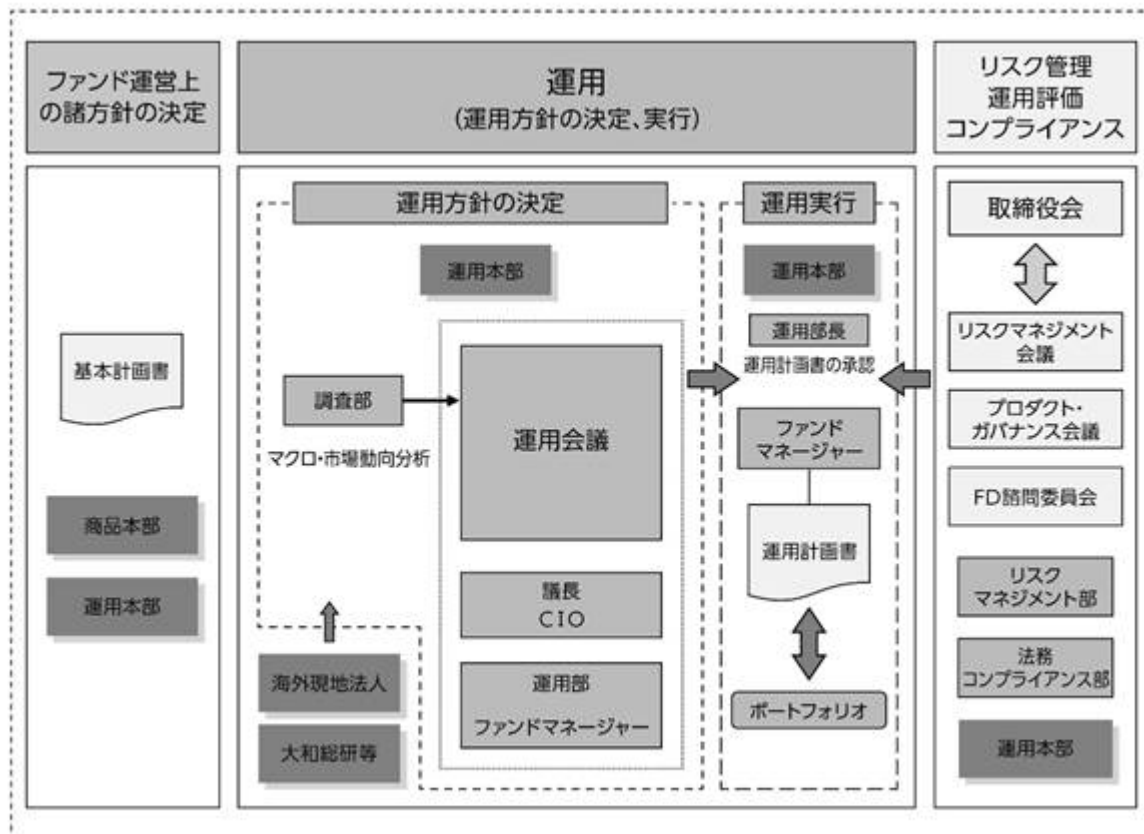 ファンド運営上
の諸方針の決定
基本計画書
商品本部
運用本部
運用
(運用方針の決定、実行)
運用方針の決定
運用本部
調査部
マクロ・市場動向分析
運用会議
議長
CIO
運用部
ファンドマネージャー
海外現地法人
大和総研等
運用実行
運用本部
運用部長
運用計画書の承認
ファンド
マネージャー
運用計画書
ポートフォリオ
リスク管理
運用評価
コンプライアンス
取締役会
リスクマネジメント
会議
プロダクト・
ガバナンス会議
FD諮問委員会
リスク
マネジメント部
法務
コンプライアンス部
運用本部